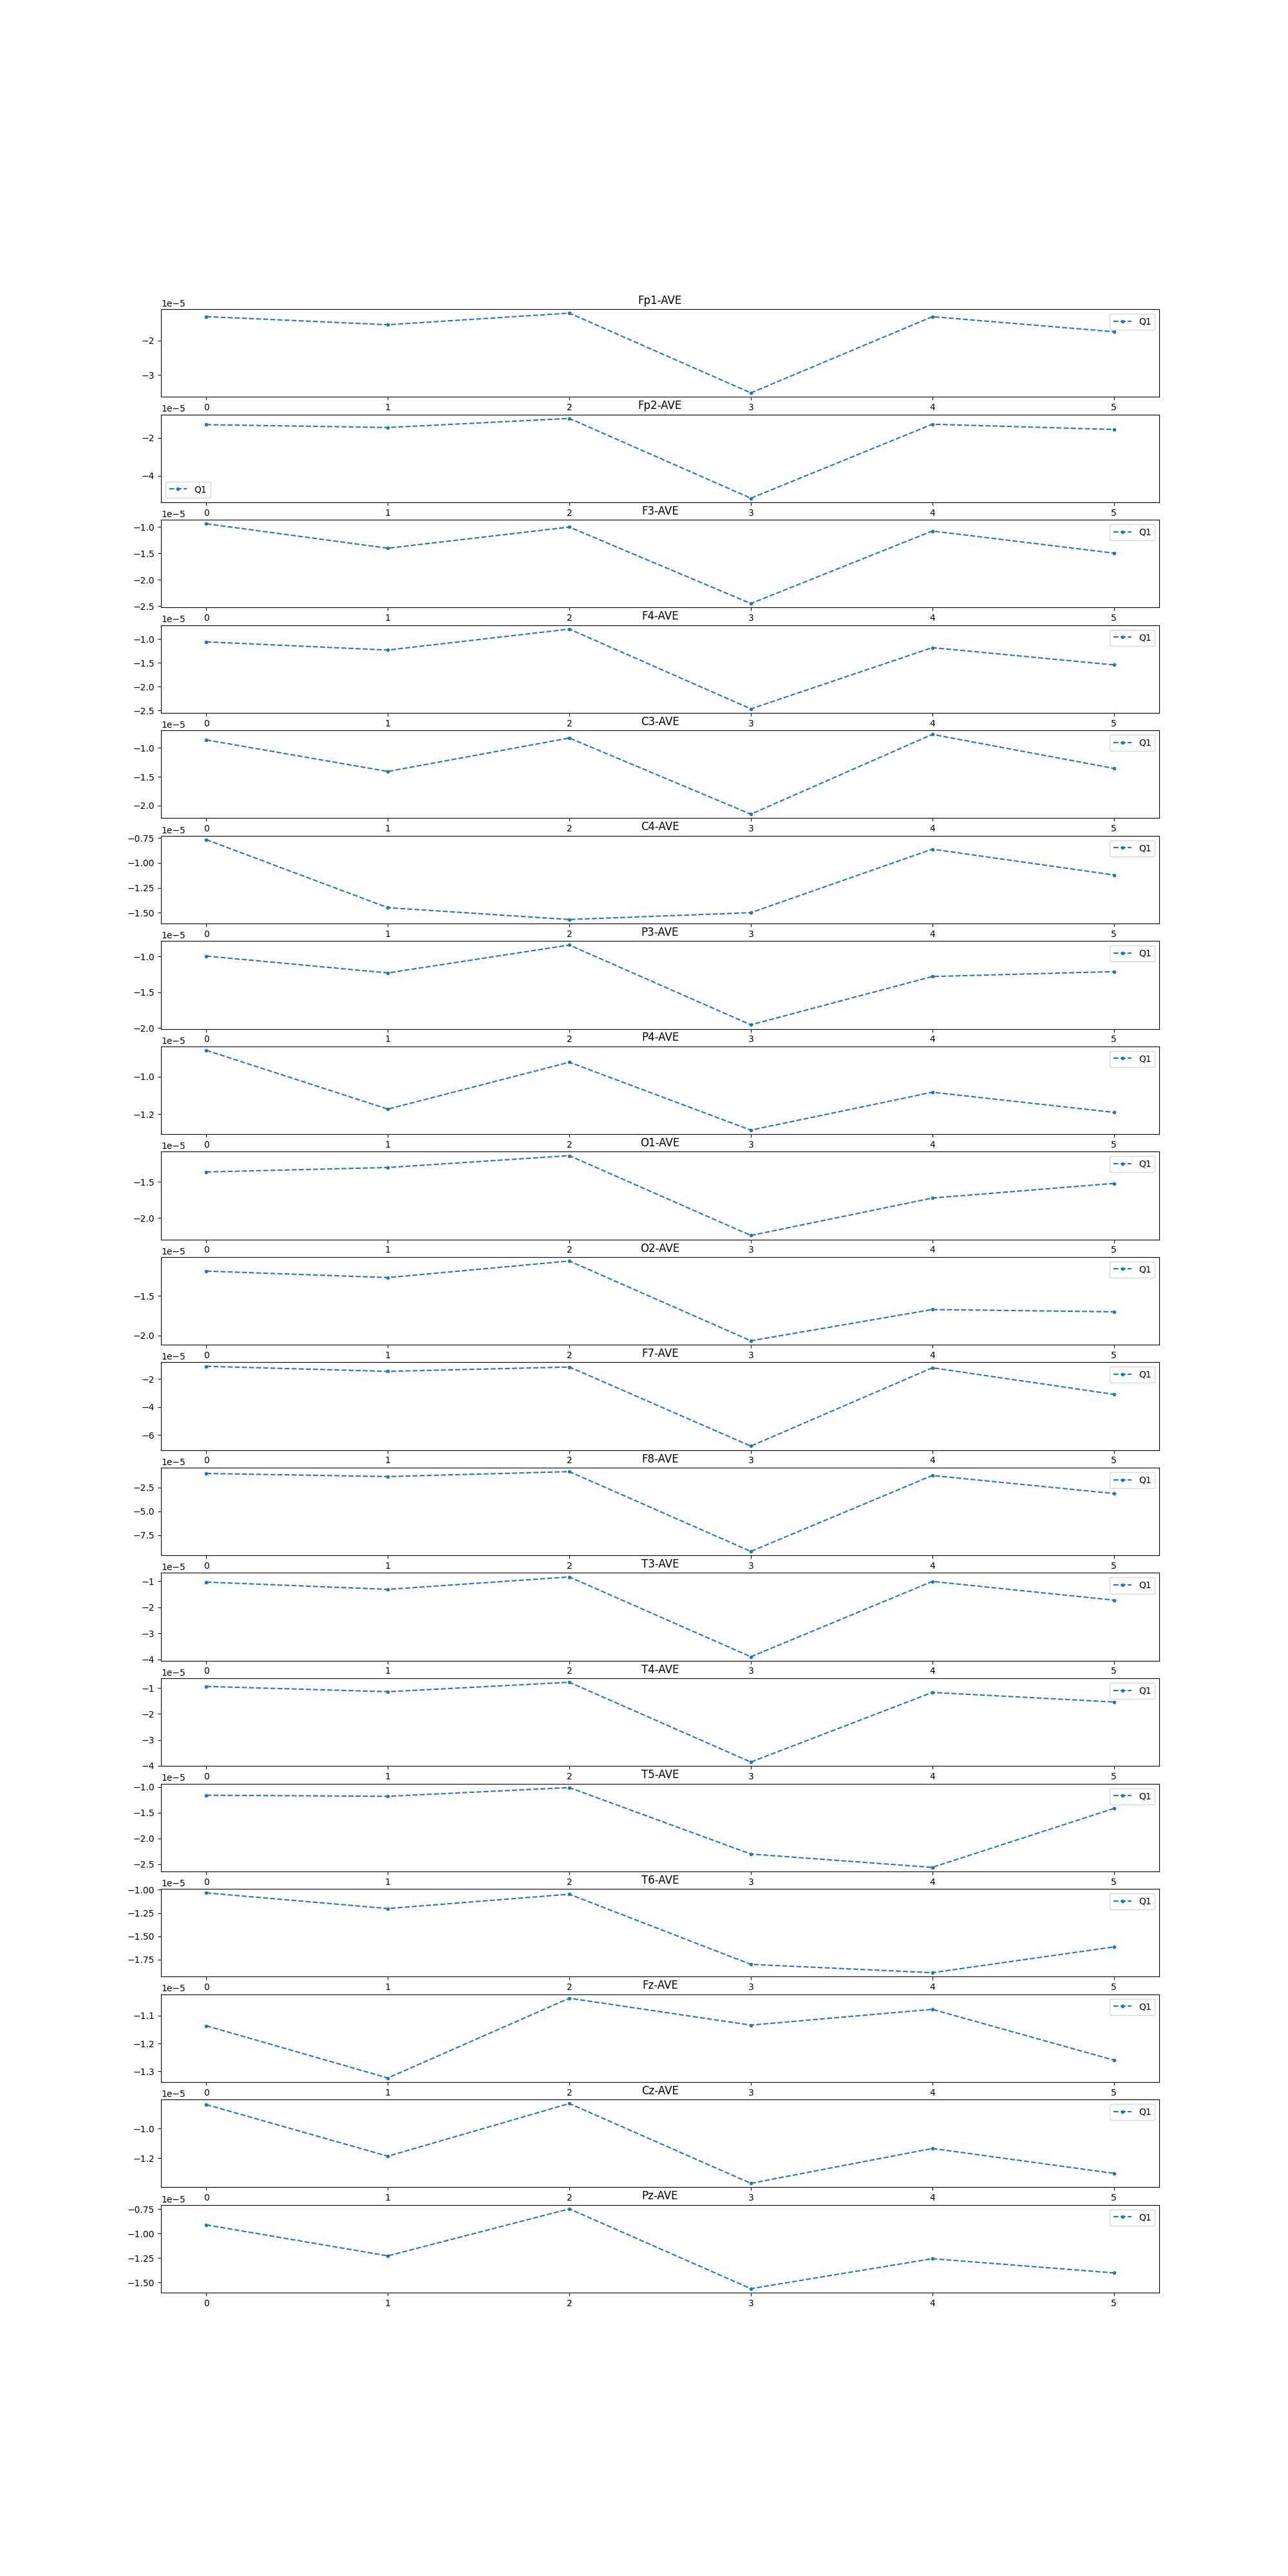 Fp1-AVE
1e−5
Q1
−2
−3
0 1 2 3 4 5
Fp2-AVE
1e−5
−2
−4
Q1
0 1 2 3 4 5
F3-AVE
1e−5
−1.0
Q1
−1.5
−2.0
−2.5
0 1 2 3 4 5
F4-AVE
1e−5
−1.0
Q1
−1.5
−2.0
−2.5
0 1 2 3 4 5
C3-AVE
1e−5
Q1
−1.0
−1.5
−2.0
0 1 2 3 4 5
C4-AVE
1e−5
−0.75
Q1
−1.00
−1.25
−1.50
0 1 2 3 4 5
P3-AVE
1e−5
Q1
−1.0
−1.5
−2.0
0 1 2 3 4 5
P4-AVE
1e−5
Q1
−1.0
−1.2
0 1 2 3 4 5
O1-AVE
1e−5
Q1
−1.5
−2.0
0 1 2 3 4 5
O2-AVE
1e−5
Q1
−1.5
−2.0
0 1 2 3 4 5
F7-AVE
1e−5
Q1
−2
−4
−6
0 1 2 3 4 5
F8-AVE
1e−5
Q1
−2.5
−5.0
−7.5
0 1 2 3 4 5
T3-AVE
1e−5
−1
Q1
−2
−3
−4
0 1 2 3 4 5
T4-AVE
1e−5
−1
Q1
−2
−3
−4
0 1 2 3 4 5
T5-AVE
1e−5
−1.0
Q1
−1.5
−2.0
−2.5
0 1 2 3 4 5
T6-AVE
1e−5
−1.00
Q1
−1.25
−1.50
−1.75
0 1 2 3 4 5
Fz-AVE
1e−5
Q1
−1.1
−1.2
−1.3
0 1 2 3 4 5
Cz-AVE
1e−5
Q1
−1.0
−1.2
0 1 2 3 4 5
Pz-AVE
1e−5
−0.75
Q1
−1.00
−1.25
−1.50
0 1 2 3 4 5